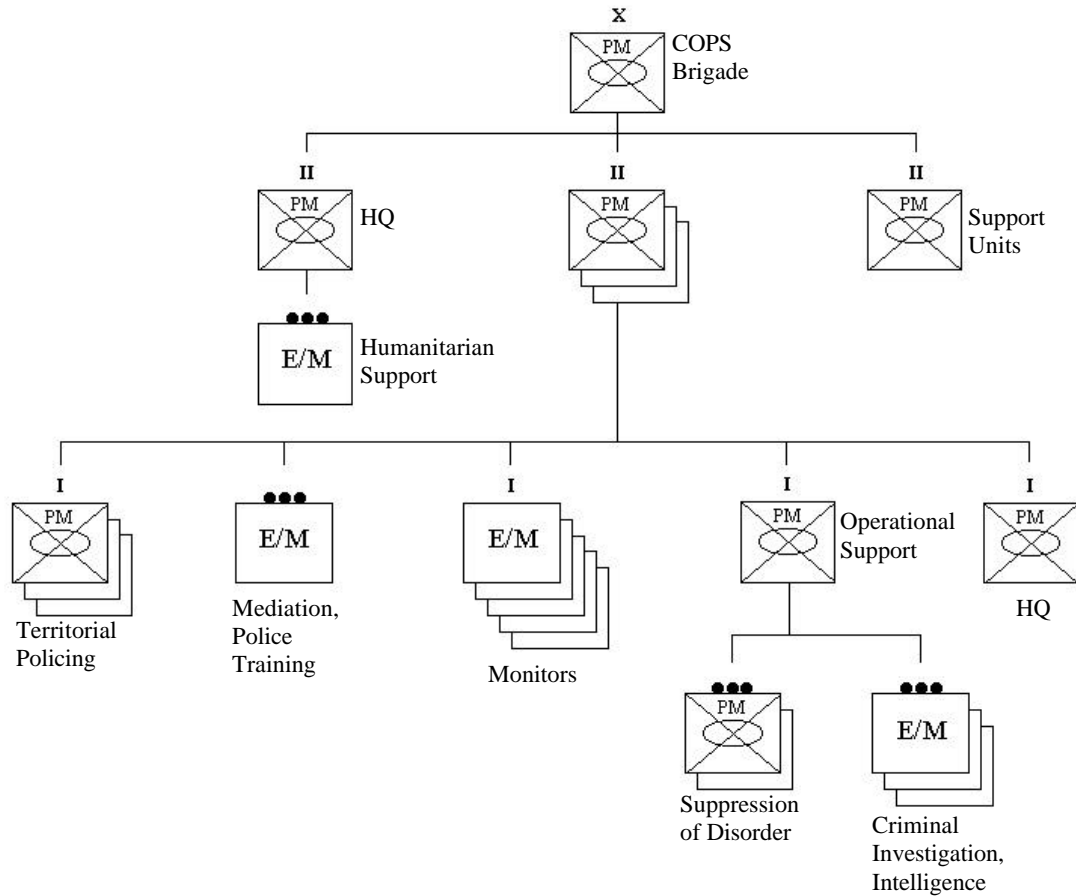 X
PM
COPS
Brigade
II
II
II
PM
HQ
PM
PM
Support
Units
E/M
Humanitarian
Support
I
I
I
I
PM
Territorial
Policing
E/M
Mediation,
Police
Training
E/M
Monitors
PM
Operational
Support
PM
HQ
PM
Suppression
of Disorder
E/M
Criminal
Investigation,
Intelligence